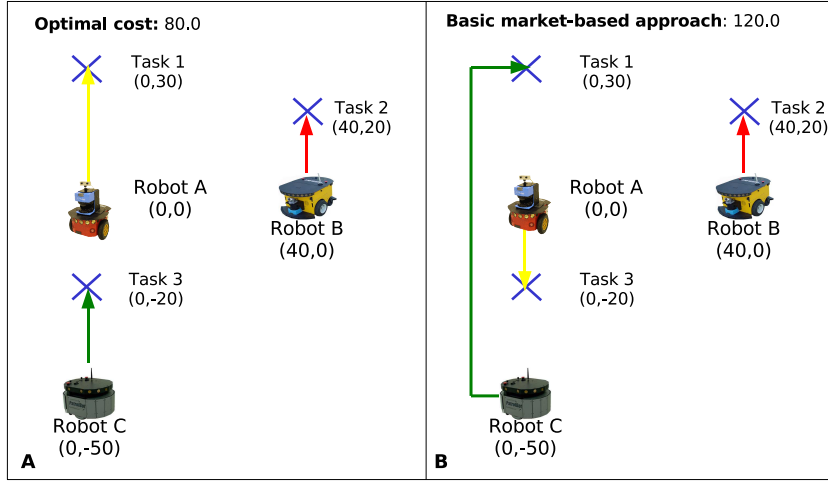 Optimal cost: 80.0
Task 1
(0,30)
Task 2
(40,20)
Robot A
(0,0)
Robot B
(40,0)
Task 3
(0,-20)
Robot C
(0,-50)
A
Basic market-based approach: 120.0
Task 1
(0,30)
Task 2
(40,20)
Robot A
(0,0)
Robot B
(40,0)
Task 3
(0,-20)
Robot C
(0,-50)
B